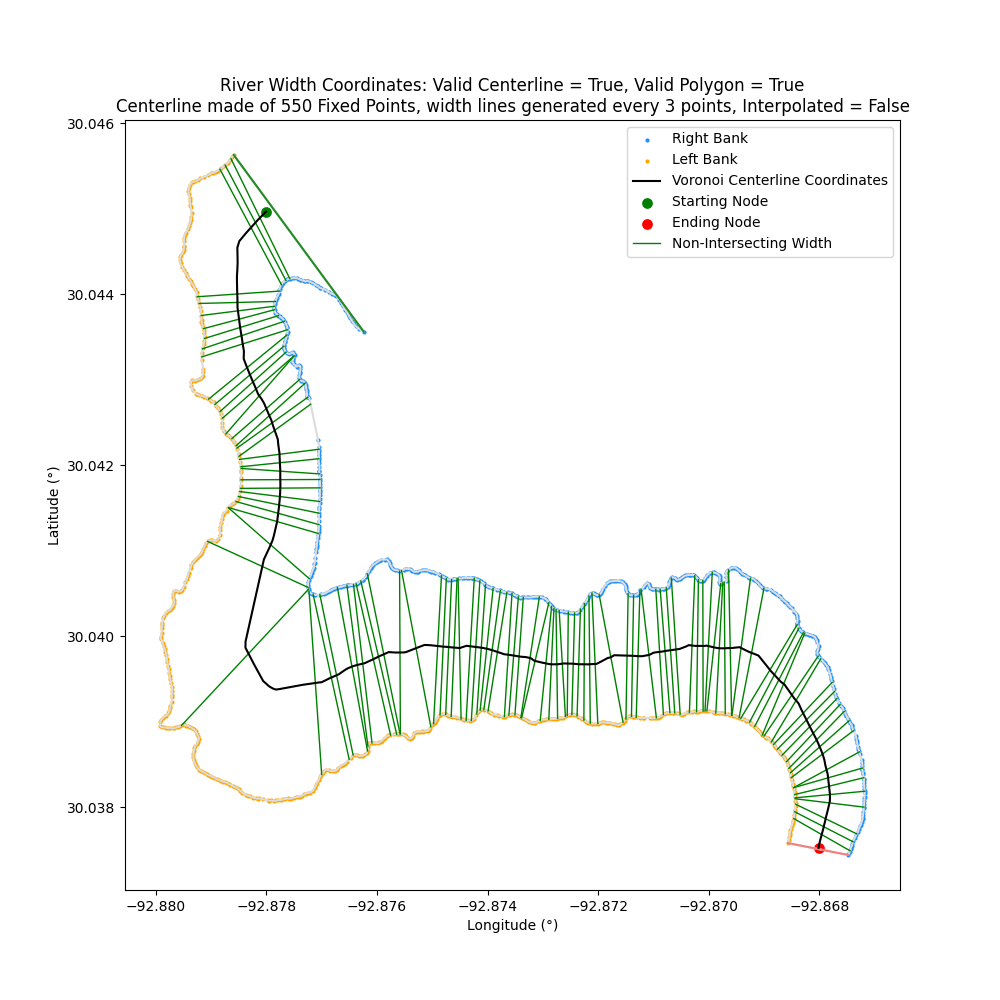 River Width Coordinates: Valid Centerline = True, Valid Polygon = True
Centerline made of 550 Fixed Points, width lines generated every 3 points, Interpolated = False
Right Bank
Left Bank
Voronoi Centerline Coordinates
Starting Node
Ending Node
Non-Intersecting Width
30.046
30.044
30.042
30.040
30.038
Latitude (°)
−92.880
−92.878
−92.876
−92.874
−92.872
−92.870
−92.868
Longitude (°)